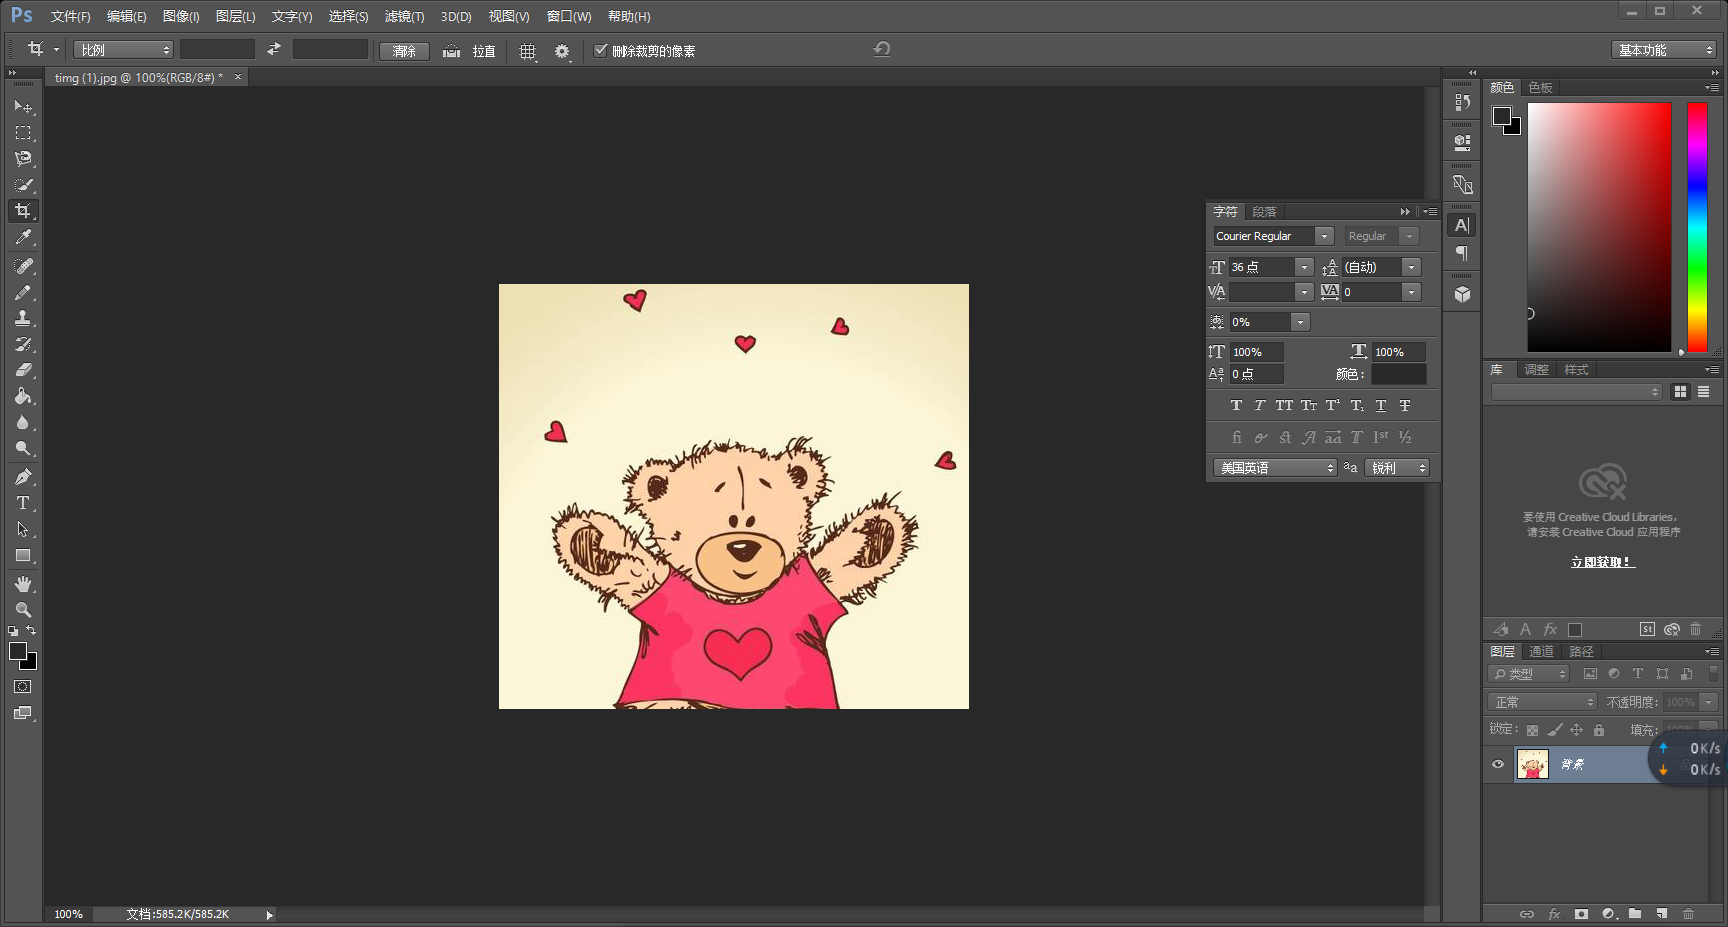 Ps 文件(F) 编辑(E) 图像(I) 图层(L) 文字(Y) 选择(S) 滤镜(T) 3D(D) 视图(V) 窗口(W) 帮助(H)
比例 清除 拉直 删除裁剪的像素 基本功能
timg (1).jpg @ 100%(RGB/8#) *
颜色 色板
字符 段落
Courier Regular Regular
36 点 (自动)
0
0%
100% 100%
0 点 颜色:
T T TT Tт T¹ T₁ T T
fi st aa T 1st ½
美国英语 aa 锐利
库 调整 样式
要使用 Creative Cloud Libraries,
请安装 Creative Cloud 应用程序
立即获取!
A fx St
图层 通道 路径
类型
正常 不透明度: 100%
锁定: 填充: 100%
背景
0K/s
0K/s
100% 文档:585.2K/585.2K
fx